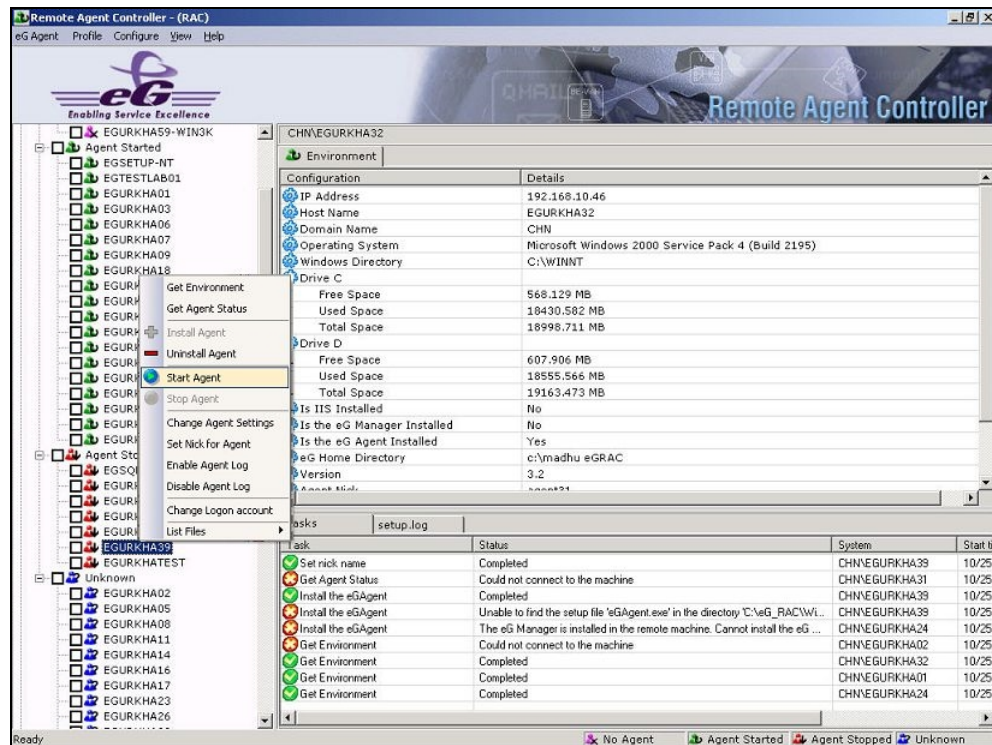 Remote Agent Controller - (RAC)
eG Agent Profile Configure View Help
eG
Enabling Service Excellence
QMAIL
Remote Agent Controller
EGURKHA59-WIN3K
Agent Started
EGSETUP-NT
EGTESTLAB01
EGURKHA01
EGURKHA03
EGURKHA06
EGURKHA07
EGURKHA09
EGURKHA18
Agent Sto
EGURKHA39
EGURKHATEST
Unknown
EGURKHA02
EGURKHA05
EGURKHA08
EGURKHA11
EGURKHA14
EGURKHA16
EGURKHA17
EGURKHA23
EGURKHA26
Get Environment
Get Agent Status
Install Agent
Uninstall Agent
Start Agent
Stop Agent
Change Agent Settings
Set Nick for Agent
Enable Agent Log
Disable Agent Log
Change Logon account
List Files
CHN\EGURKHA32
Environment
Configuration Details
IP Address 192.168.10.46
Host Name EGURKHA32
Domain Name CHN
Operating System Microsoft Windows 2000 Service Pack 4 (Build 2195)
Windows Directory C:\WINNT
Drive C
Free Space 568.129 MB
Used Space 18430.582 MB
Total Space 18998.711 MB
Drive D
Free Space 607.906 MB
Used Space 18555.566 MB
Total Space 19163.473 MB
Is IIS Installed No
Is the eG Manager Installed No
Is the eG Agent Installed Yes
eG Home Directory c:\madhu eGRAC
Version 3.2
Agent Nick agent31
asks setup.log
ask Status System Start ti
Set nick name Completed CHN\EGURKHA39 10/25
Get Agent Status Could not connect to the machine CHN\EGURKHA31 10/25
Install the eGAgent Completed CHN\EGURKHA39 10/25
Install the eGAgent Unable to find the setup file 'eGAgent.exe' in the directory 'C:\eG_RAC\Wi... CHN\EGURKHA39 10/25
Install the eGAgent The eG Manager is installed in the remote machine. Cannot install the eG ... CHN\EGURKHA24 10/25
Get Environment Could not connect to the machine CHN\EGURKHA02 10/25
Get Environment Completed CHN\EGURKHA32 10/25
Get Environment Completed CHN\EGURKHA01 10/25
Get Environment Completed CHN\EGURKHA24 10/25
Ready No Agent Agent Started Agent Stopped Unknown